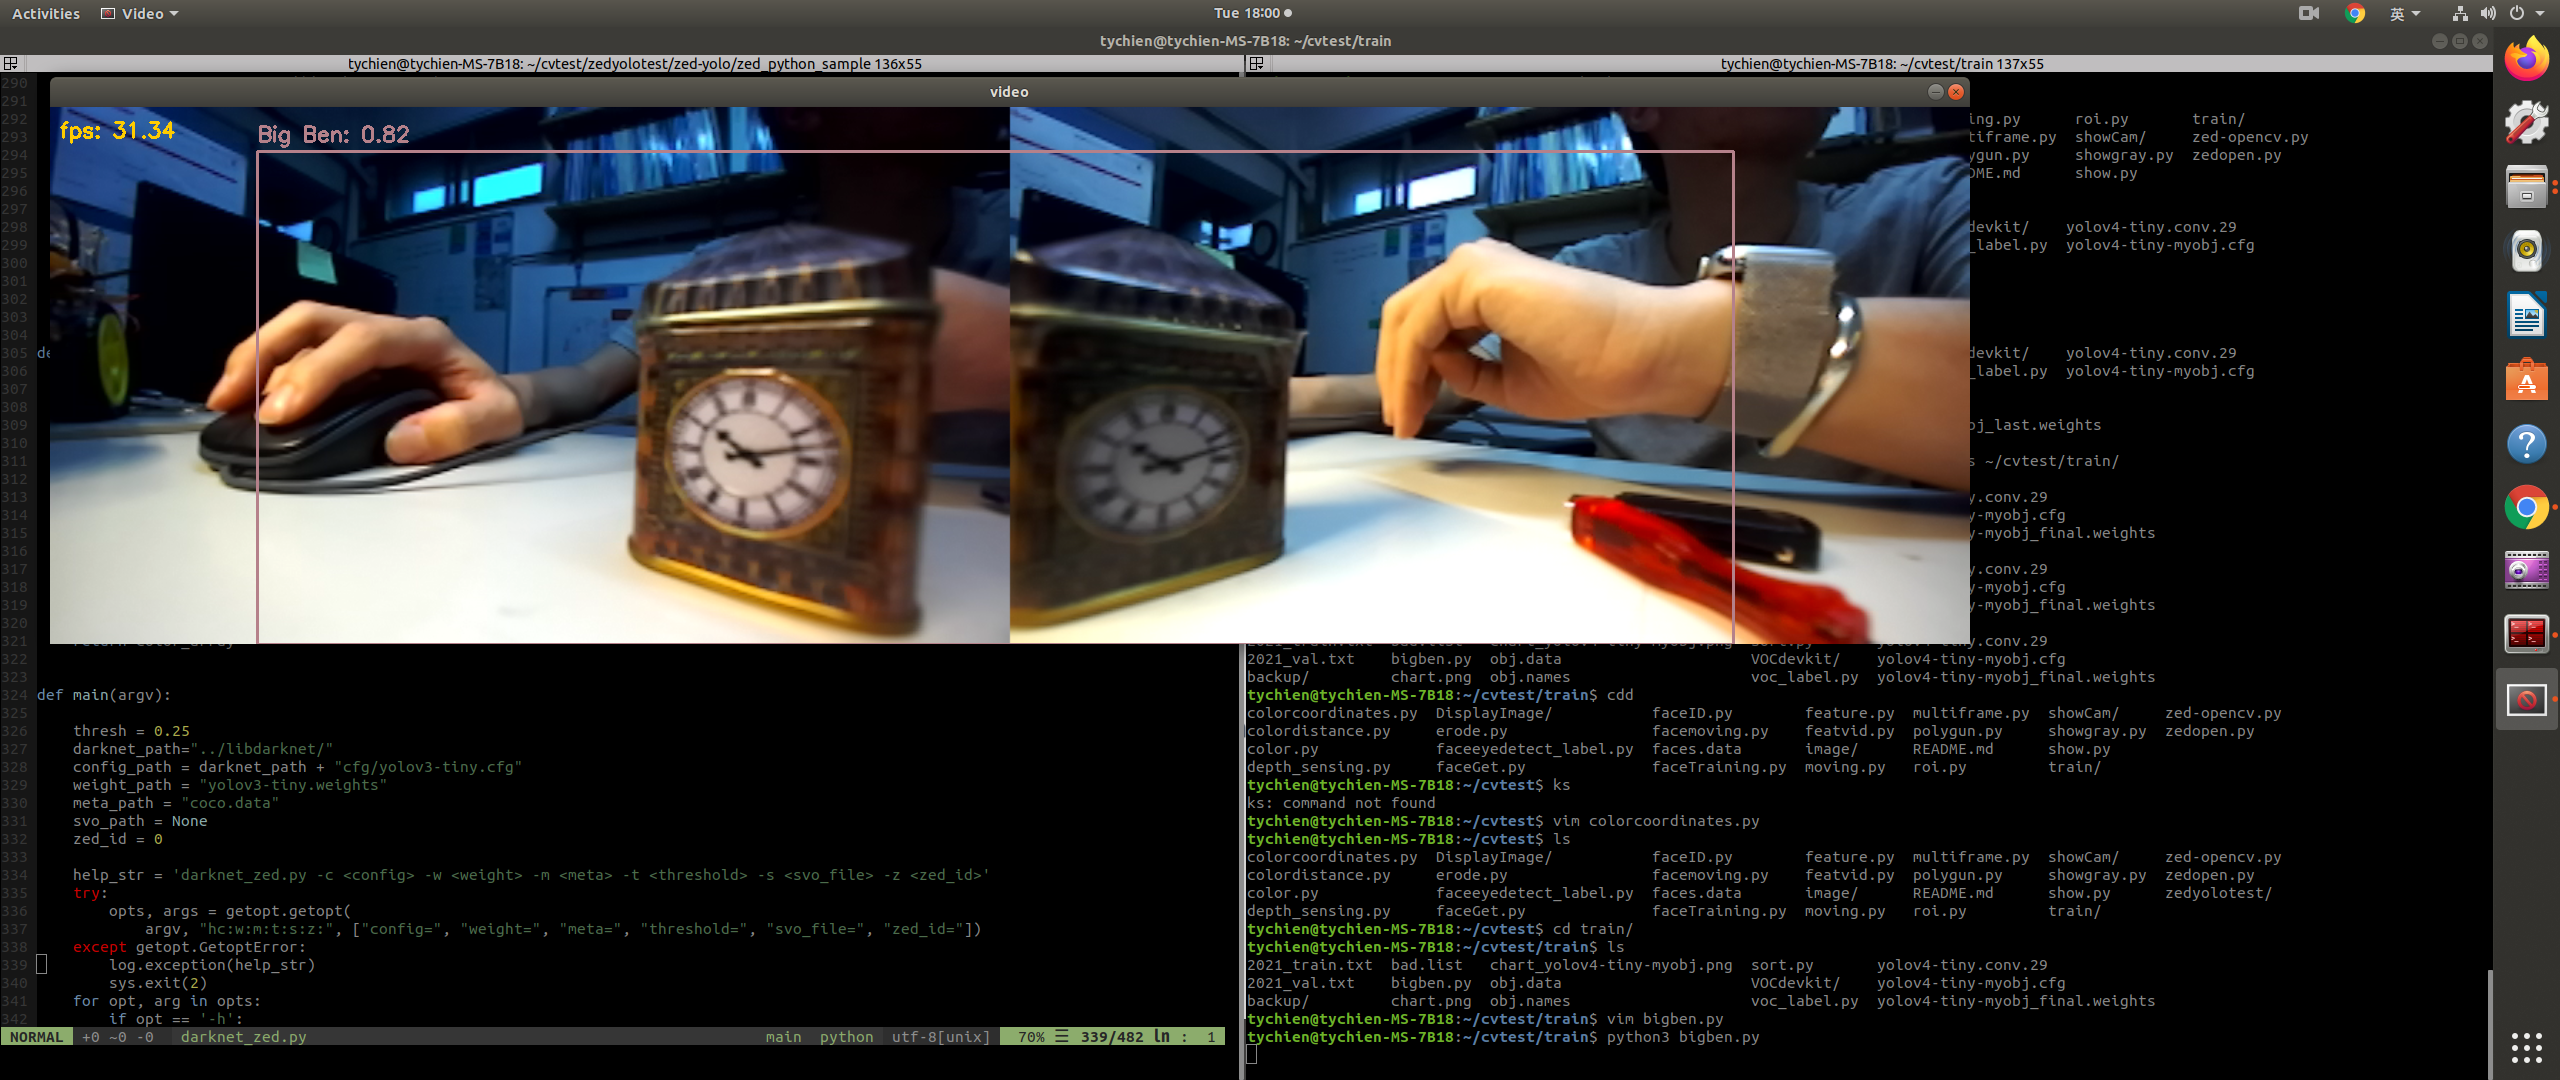 Activities Video Tue 18:00 英
tychien@tychien-MS-7B18: ~/cvtest/train
tychien@tychien-MS-7B18: ~/cvtest/zedyolotest/zed-yolo/zed_python_sample 136x55
tychien@tychien-MS-7B18: ~/cvtest/train 137x55
video
fps: 31.34
Big Ben: 0.82
290
291
292
293
294
295
296
297
298
299
300
301
302
303
304
305 de
306
307
308
309
310
311
312
313
314
315
316
317
318
319
320
321
322
323
324 def main(argv):
325
326 thresh = 0.25
327 darknet_path="../libdarknet/"
328 config_path = darknet_path + "cfg/yolov3-tiny.cfg"
329 weight_path = "yolov3-tiny.weights"
330 meta_path = "coco.data"
331 svo_path = None
332 zed_id = 0
333
334 help_str = 'darknet_zed.py -c <config> -w <weight> -m <meta> -t <threshold> -s <svo_file> -z <zed_id>'
335 try:
336 opts, args = getopt.getopt(
337 argv, "hc:w:m:t:s:z:", ["config=", "weight=", "meta=", "threshold=", "svo_file=", "zed_id="])
338 except getopt.GetoptError:
339 log.exception(help_str)
340 sys.exit(2)
341 for opt, arg in opts:
342 if opt == '-h':
NORMAL +0 ~0 -0 darknet_zed.py main python utf-8[unix] 70% ☰ 339/482 ln : 1
ing.py roi.py train/
tiframe.py showCam/ zed-opencv.py
ygun.py showgray.py zedopen.py
ME.md show.py
devkit/ yolov4-tiny.conv.29
_label.py yolov4-tiny-myobj.cfg
devkit/ yolov4-tiny.conv.29
_label.py yolov4-tiny-myobj.cfg
bj_last.weights
s ~/cvtest/train/
y.conv.29
y-myobj.cfg
y-myobj_final.weights
y.conv.29
y-myobj.cfg
y-myobj_final.weights
y.conv.29
2021_val.txt bigben.py obj.data VOCdevkit/ yolov4-tiny-myobj.cfg
backup/ chart.png obj.names voc_label.py yolov4-tiny-myobj_final.weights
tychien@tychien-MS-7B18:~/cvtest/train$ cdd
colorcoordinates.py DisplayImage/ faceID.py feature.py multiframe.py showCam/ zed-opencv.py
colordistance.py erode.py facemoving.py featvid.py polygun.py showgray.py zedopen.py
color.py faceeyedetect_label.py faces.data image/ README.md show.py
depth_sensing.py faceGet.py faceTraining.py moving.py roi.py train/
tychien@tychien-MS-7B18:~/cvtest$ ks
ks: command not found
tychien@tychien-MS-7B18:~/cvtest$ vim colorcoordinates.py
tychien@tychien-MS-7B18:~/cvtest$ ls
colorcoordinates.py DisplayImage/ faceID.py feature.py multiframe.py showCam/ zed-opencv.py
colordistance.py erode.py facemoving.py featvid.py polygun.py showgray.py zedopen.py
color.py faceeyedetect_label.py faces.data image/ README.md show.py zedyolotest/
depth_sensing.py faceGet.py faceTraining.py moving.py roi.py train/
tychien@tychien-MS-7B18:~/cvtest$ cd train/
tychien@tychien-MS-7B18:~/cvtest/train$ ls
2021_train.txt bad.list chart_yolov4-tiny-myobj.png sort.py yolov4-tiny.conv.29
2021_val.txt bigben.py obj.data VOCdevkit/ yolov4-tiny-myobj.cfg
backup/ chart.png obj.names voc_label.py yolov4-tiny-myobj_final.weights
tychien@tychien-MS-7B18:~/cvtest/train$ vim bigben.py
tychien@tychien-MS-7B18:~/cvtest/train$ python3 bigben.py